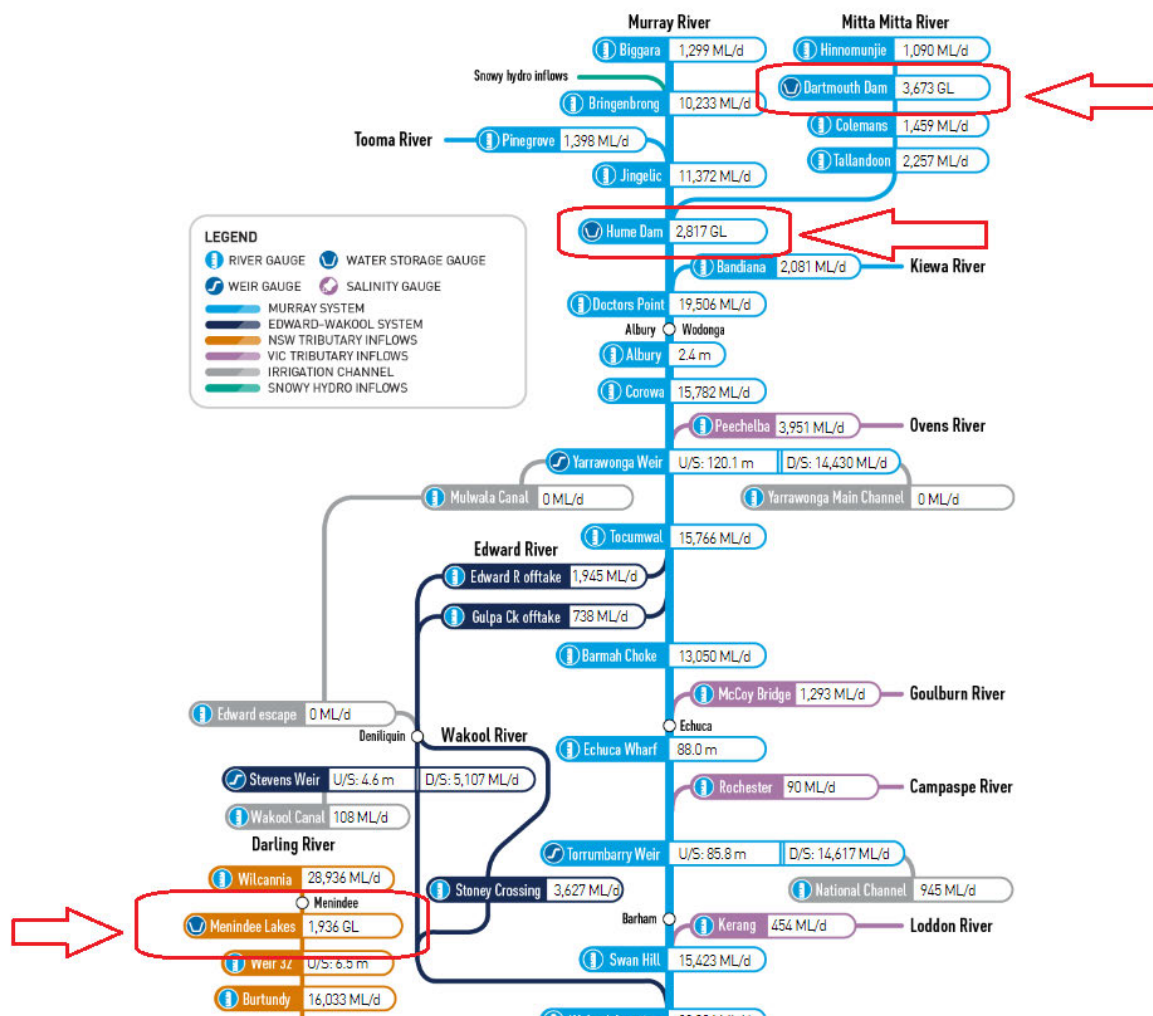 Murray River
Mitta Mitta River
Biggara 1,299 ML/d
Hinnomunjie 1,090 ML/d
Snowy hydro inflows
Dartmouth Dam 3,673 GL
Bringenbrong 10,233 ML/d
Colemans 1,459 ML/d
Tooma River
Pinegrove 1,398 ML/d
Tallandoon 2,257 ML/d
Jingelic 11,372 ML/d
Hume Dam 2,817 GL
LEGEND
RIVER GAUGE WATER STORAGE GAUGE
WEIR GAUGE SALINITY GAUGE
MURRAY SYSTEM
EDWARD-WAKOOL SYSTEM
NSW TRIBUTARY INFLOWS
VIC TRIBUTARY INFLOWS
IRRIGATION CHANNEL
SNOWY HYDRO INFLOWS
Bandiana 2,081 ML/d
Kiewa River
Doctors Point 19,506 ML/d
Albury Wodonga
Albury 2.4 m
Corowa 15,782 ML/d
Peechelba 3,951 ML/d
Ovens River
Yarrawonga Weir U/S: 120.1 m D/S: 14,430 ML/d
Mulwala Canal 0 ML/d
Yarrawonga Main Channel 0 ML/d
Tocumwal 15,766 ML/d
Edward River
Edward R offtake 1,945 ML/d
Gulpa Ck offtake 738 ML/d
Barmah Choke 13,050 ML/d
McCoy Bridge 1,293 ML/d
Goulburn River
Edward escape 0 ML/d
Echuca
Deniliquin
Wakool River
Echuca Wharf 88.0 m
Stevens Weir U/S: 4.6 m D/S: 5,107 ML/d
Rochester 90 ML/d
Campaspe River
Wakool Canal 108 ML/d
Darling River
Torrumbarry Weir U/S: 85.8 m D/S: 14,617 ML/d
Wilcannia 28,936 ML/d
Stoney Crossing 3,627 ML/d
National Channel 945 ML/d
Menindee
Menindee Lakes 1,936 GL
Barham
Kerang 454 ML/d
Loddon River
Weir 32 U/S: 6.5 m
Swan Hill 15,423 ML/d
Burtundy 16,033 ML/d